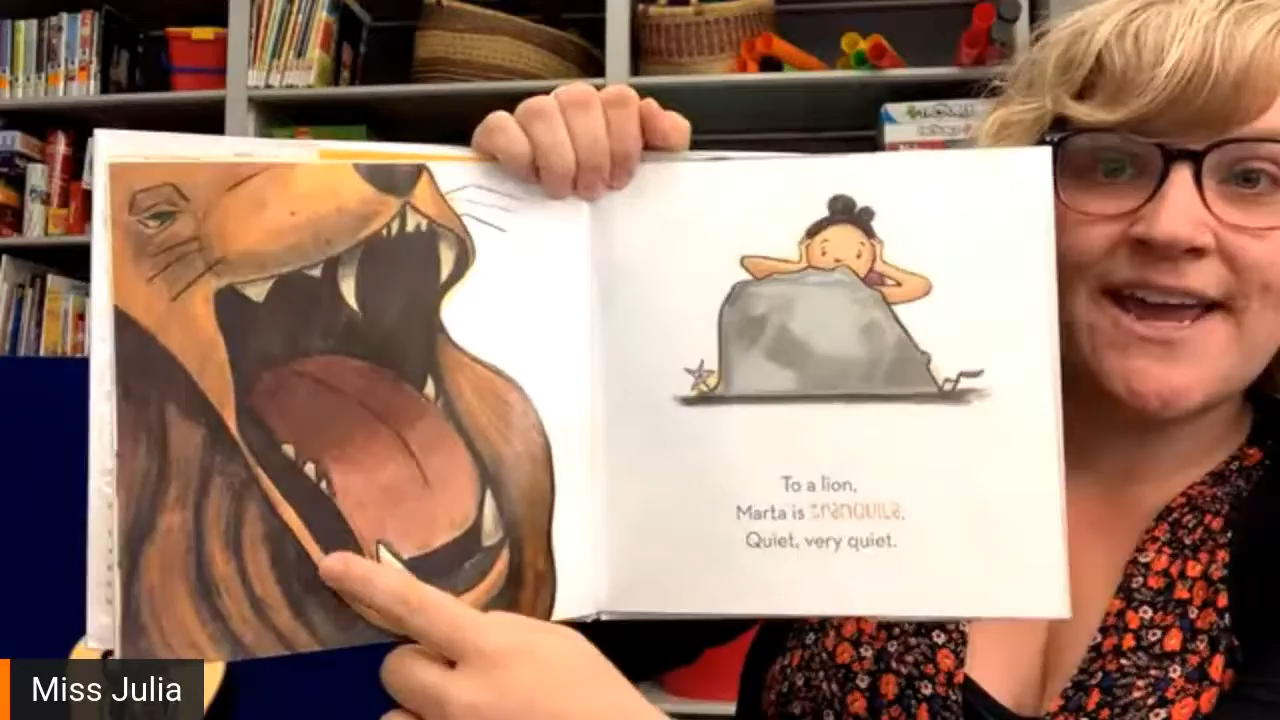 To a lion,
Marta is tranquila.
Quiet, very quiet.
Miss Julia